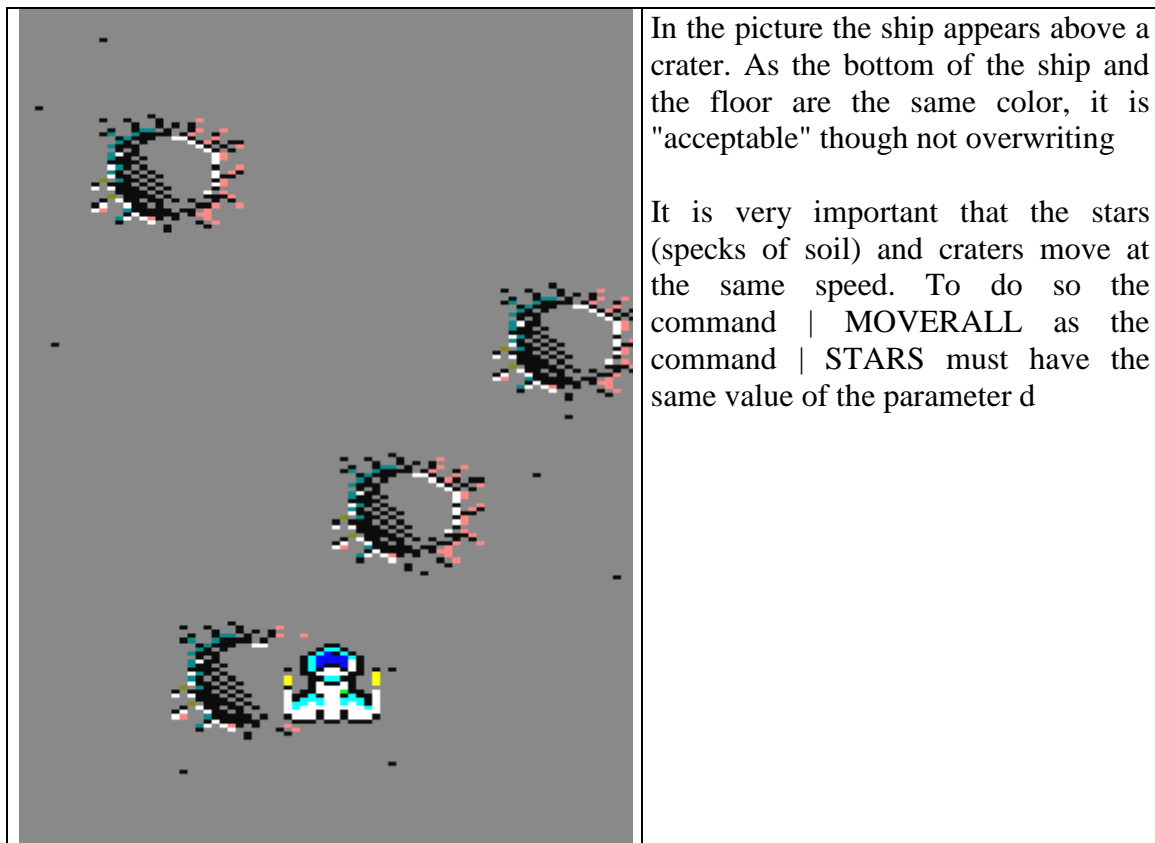 In the picture the ship appears above a
crater. As the bottom of the ship and
the floor are the same color, it is
"acceptable" though not overwriting
It is very important that the stars
(specks of soil) and craters move at
the same speed. To do so the
command | MOVERALL as the
command | STARS must have the
same value of the parameter d